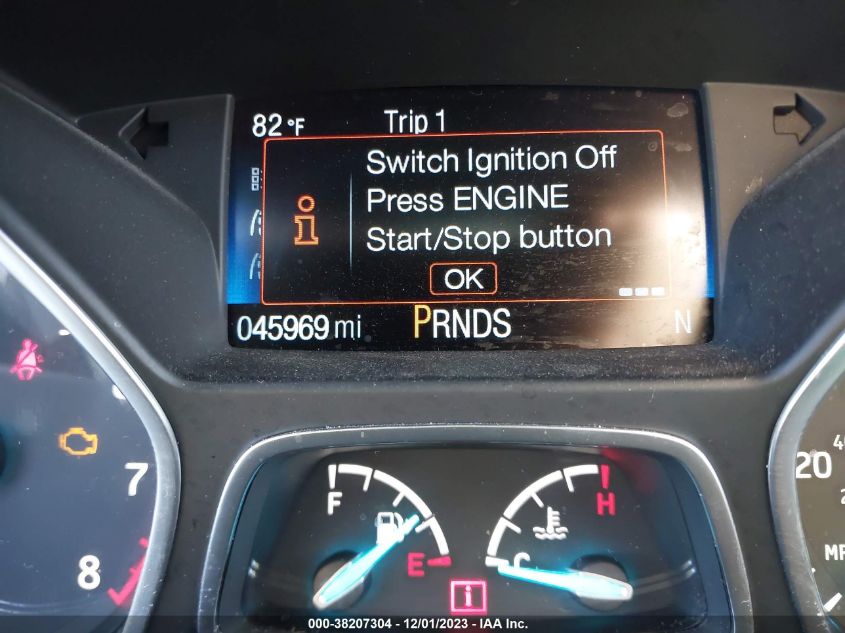 82 °F Trip 1
Switch Ignition Off
Press ENGINE
Start/Stop button
OK
045969 mi PRNDS N
7
8
F
E
H
C
20
MP
000-38207304 - 12/01/2023 - IAA Inc.